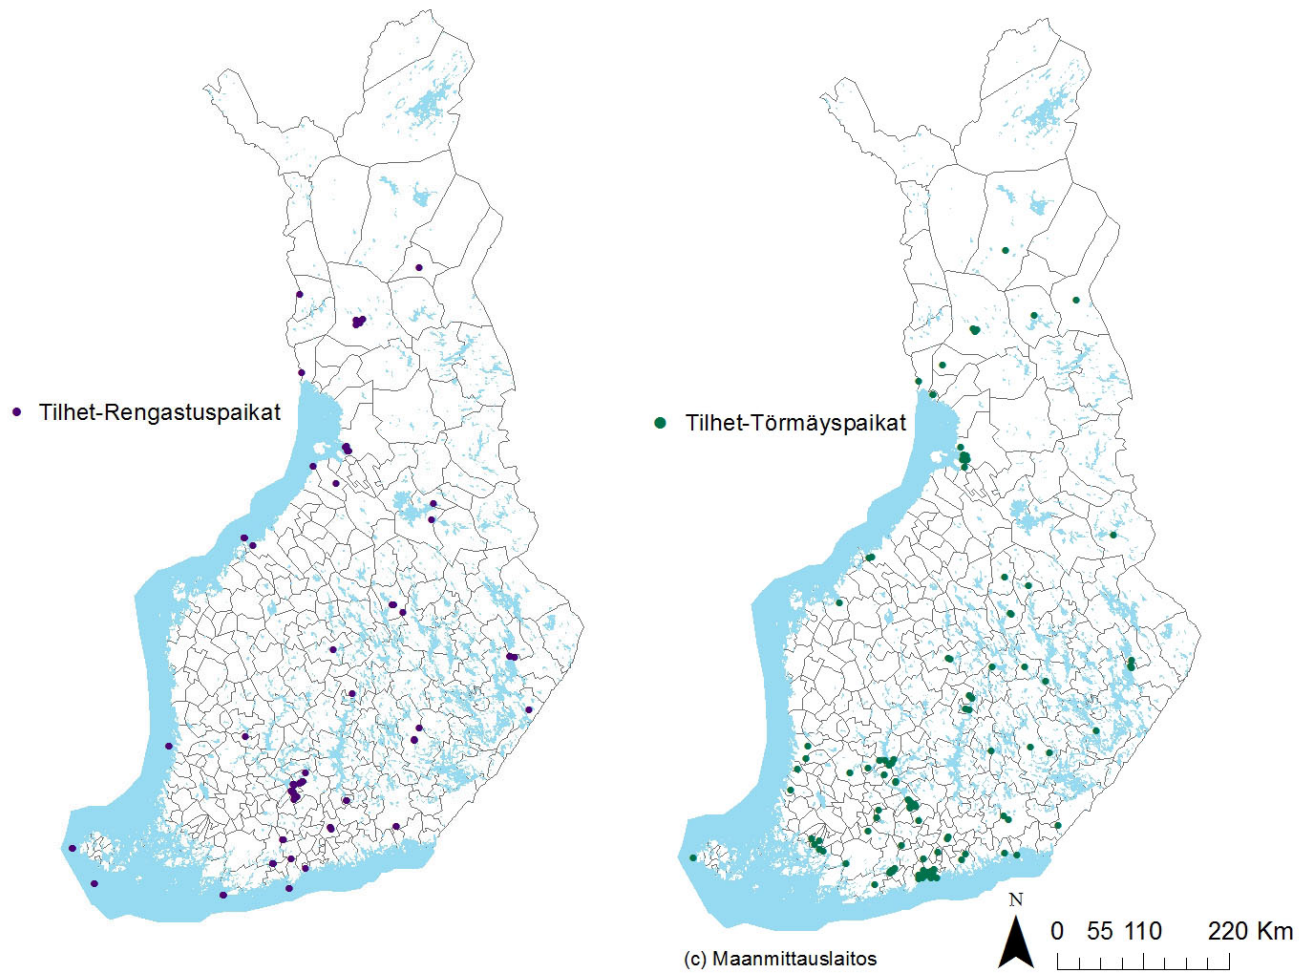 Tilhet-Rengastuspaikat
Tilhet-Törmäyspaikat
N
0 55 110 220 Km
(c) Maanmittauslaitos